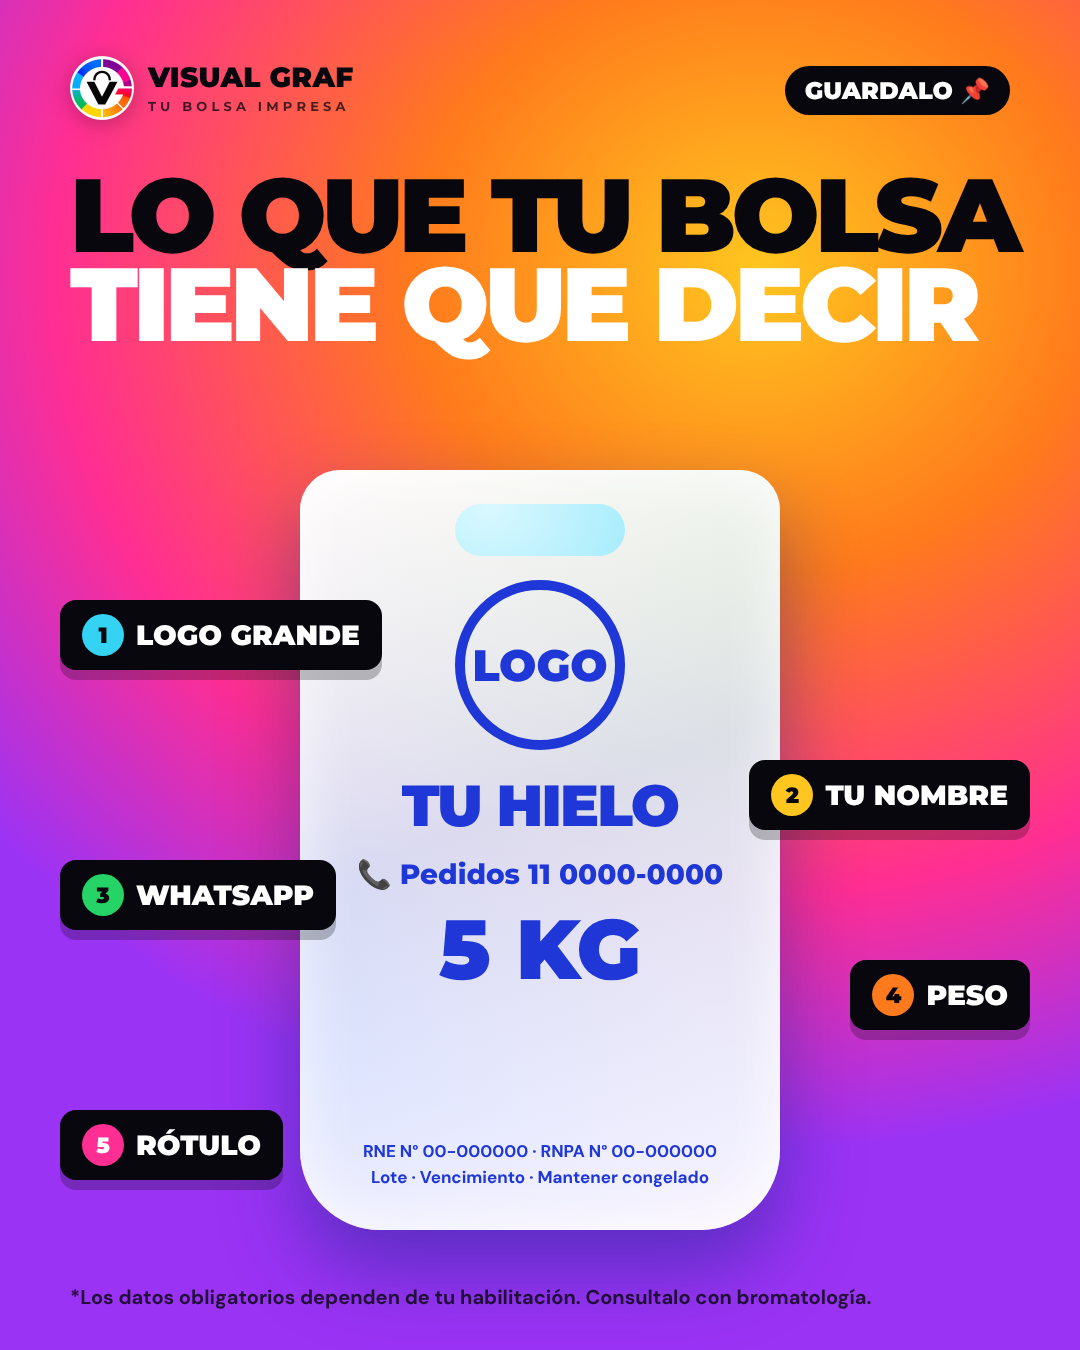 VISUAL GRAF
TU BOLSA IMPRESA
GUARDALO 📌
LO QUE TU BOLSA
TIENE QUE DECIR
LOGO
1 LOGO GRANDE
TU HIELO
2 TU NOMBRE
📞 Pedidos 11 0000-0000
3 WHATSAPP
5 KG
4 PESO
5 RÓTULO
RNE N° 00-000000 · RNPA N° 00-000000
Lote · Vencimiento · Mantener congelado
*Los datos obligatorios dependen de tu habilitación. Consultalo con bromatología.